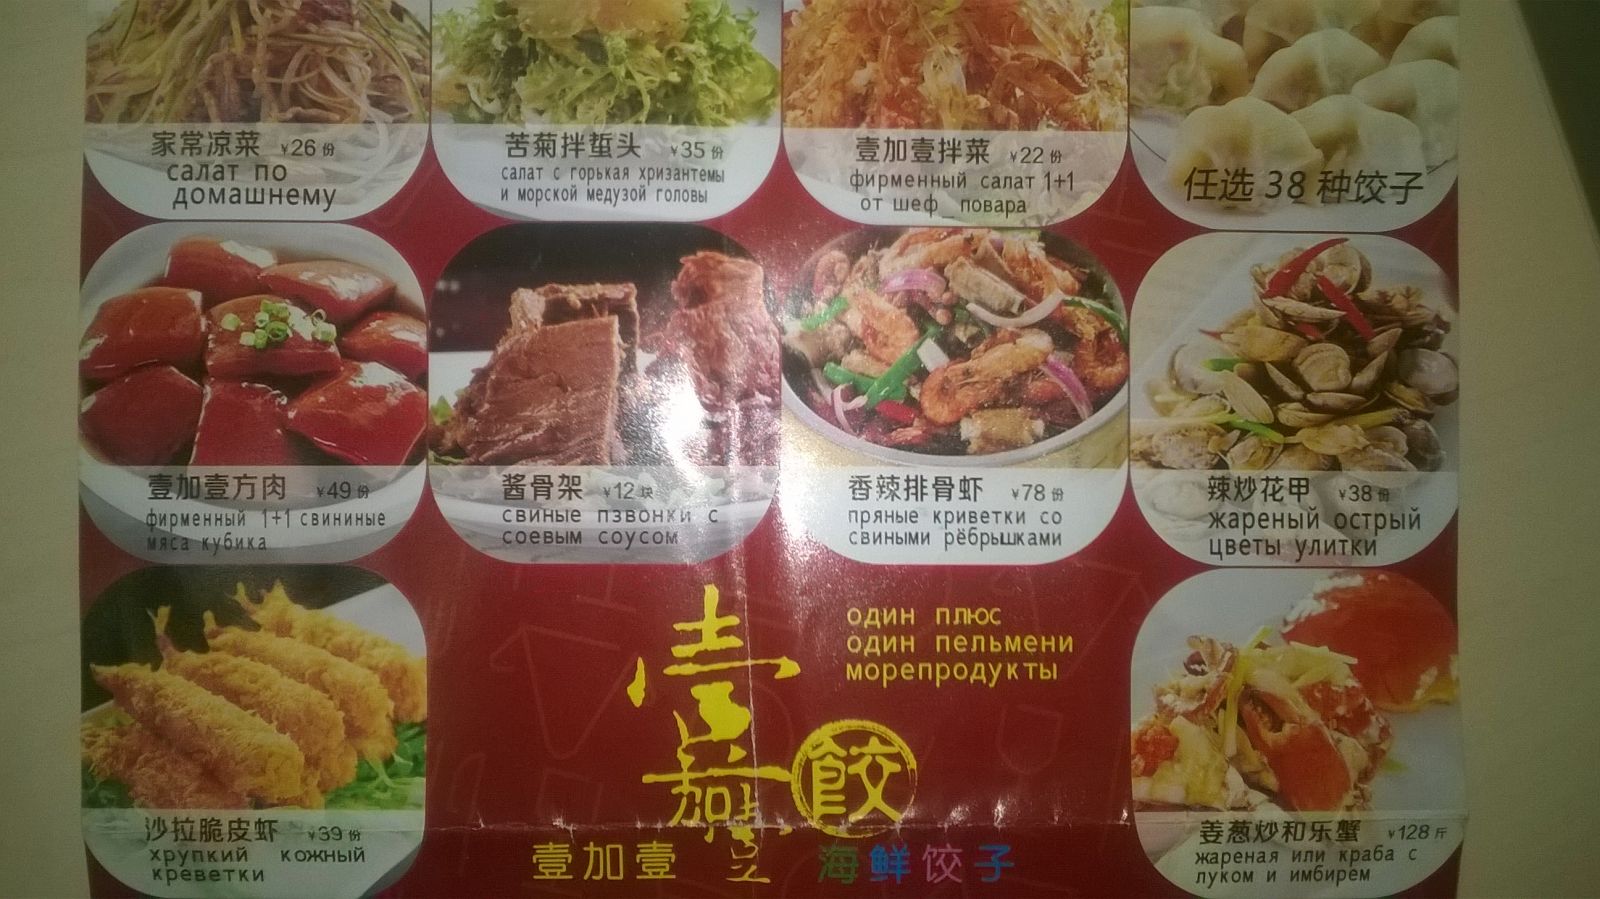 家常凉菜 ¥26份
салат по
домашнему
苦菊拌蜇头 ¥35份
салат с горькая хризантемы
и морской медузой головы
壹加壹拌菜 ¥22份
фирменный салат 1+1
от шеф_повара
任选 38 种饺子
壹加壹方肉 ¥49份
фирменный 1+1 свининые
мяса кубика
酱骨架 ¥12块
свиные пзвонки с
соевым соусом
香辣排骨虾 ¥78份
пряные криветки со
свиными рёбрышками
辣炒花甲 ¥38份
жареный острый
цветы улитки
沙拉脆皮虾 ¥39份
хрупкий кожный
креветки
один плюс
один пельмени
морепродукты
壹加壹
餃
壹加壹 海鲜饺子
姜葱炒和乐蟹 ¥128斤
жареная или краба с
луком и имбирем